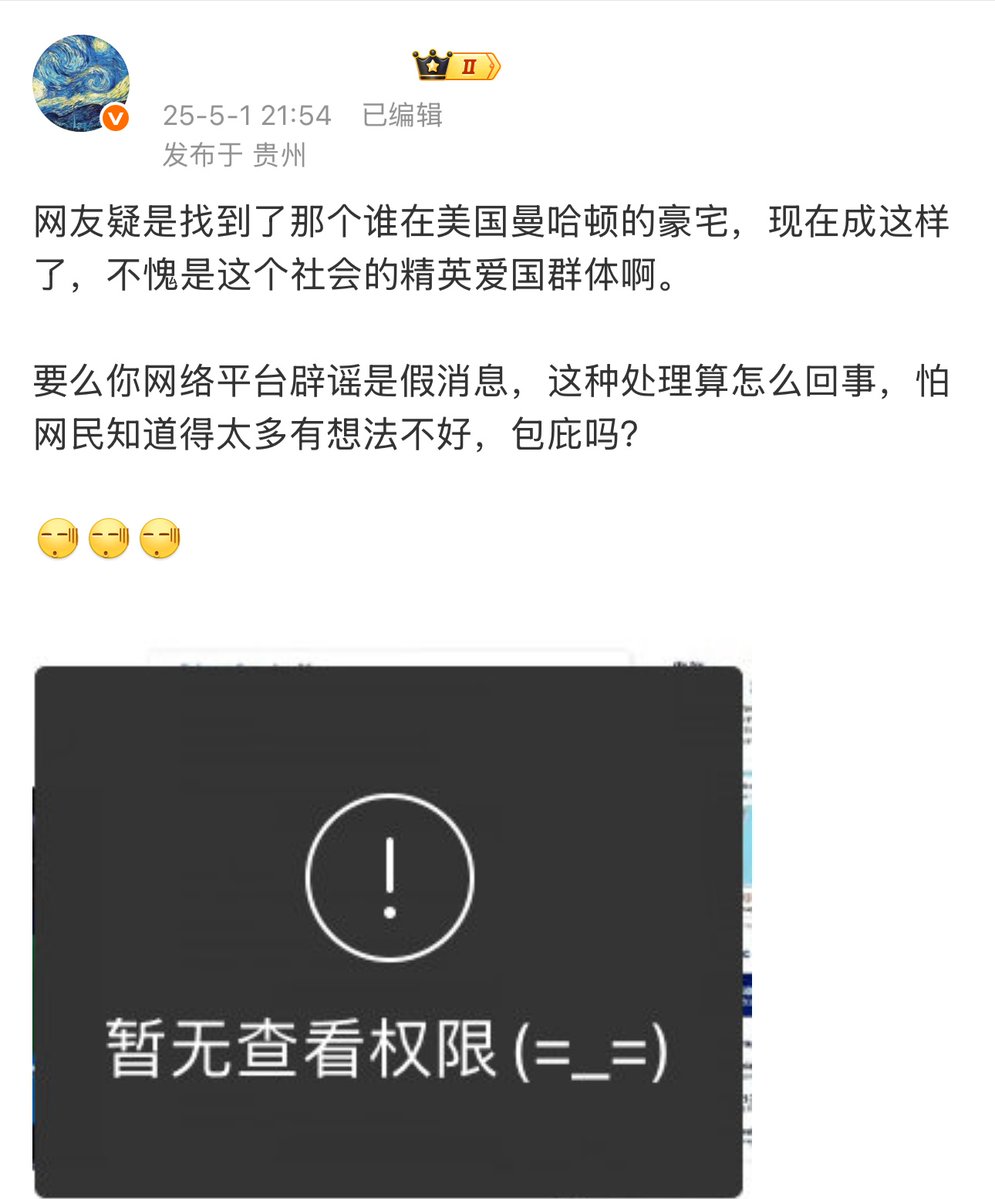 II
V
25-5-1 21:54 已编辑
发布于 贵州
网友疑是找到了那个谁在美国曼哈顿的豪宅，现在成这样
了，不愧是这个社会的精英爱国群体啊。
要么你网络平台辟谣是假消息，这种处理算怎么回事，怕
网民知道得太多有想法不好，包庇吗？
暂无查看权限(=_=)